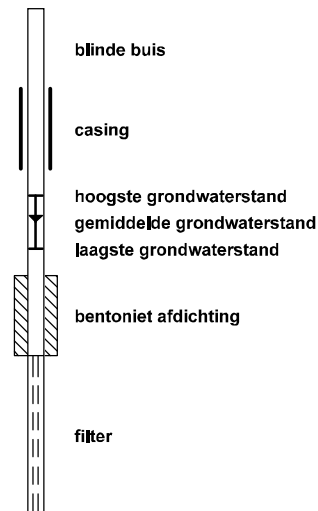 blinde buis
casing
hoogste grondwaterstand
gemiddelde grondwaterstand
laagste grondwaterstand
bentoniet afdichting
filter